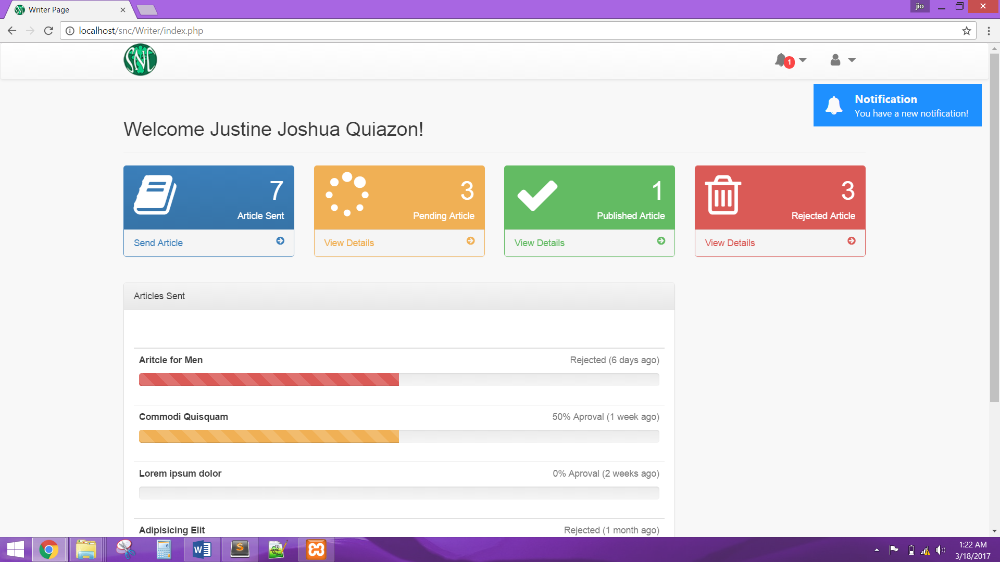 Writer Page
jio
localhost/snc/Writer/index.php
SNC
1
Notification
You have a new notification!
Welcome Justine Joshua Quiazon!
7
Article Sent
Send Article
3
Pending Article
View Details
1
Published Article
View Details
3
Rejected Article
View Details
Articles Sent
Aritcle for Men
Rejected (6 days ago)
Commodi Quisquam
50% Aproval (1 week ago)
Lorem ipsum dolor
0% Aproval (2 weeks ago)
Adipisicing Elit
Rejected (1 month ago)
1:22 AM
3/18/2017